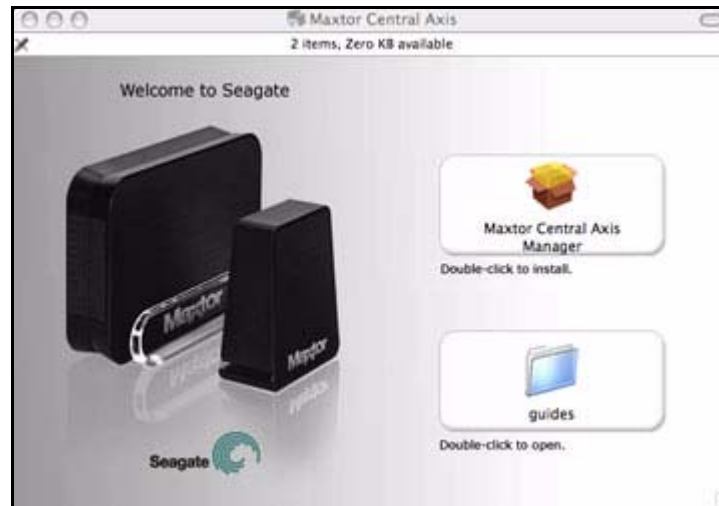 Maxtor Central Axis
2 items, Zero KB available
Welcome to Seagate
Maxtor Central Axis
Manager
Double-click to install.
Maxtor
Maxtor
guides
Double-click to open.
Seagate